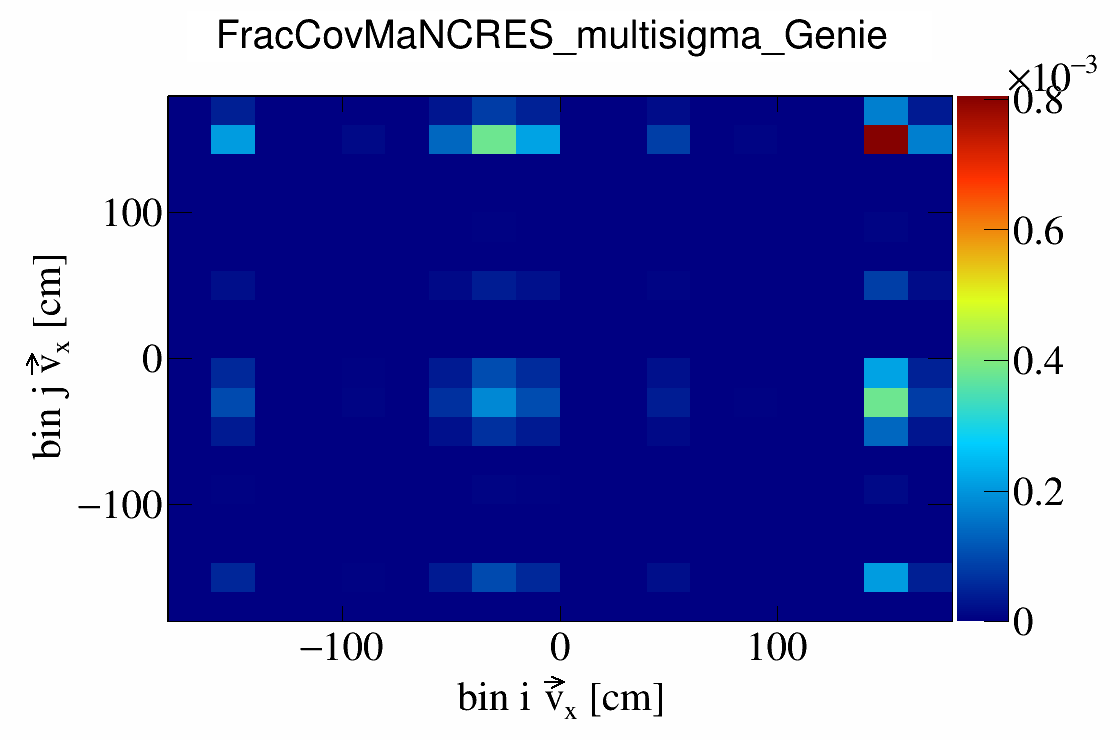 FracCovMaNCRES_multisigma_Genie
×10⁻³
0.8
0.6
0.4
0.2
0
100
0
−100
bin j v⃗ₓ [cm]
−100 0 100
bin i v⃗ₓ [cm]